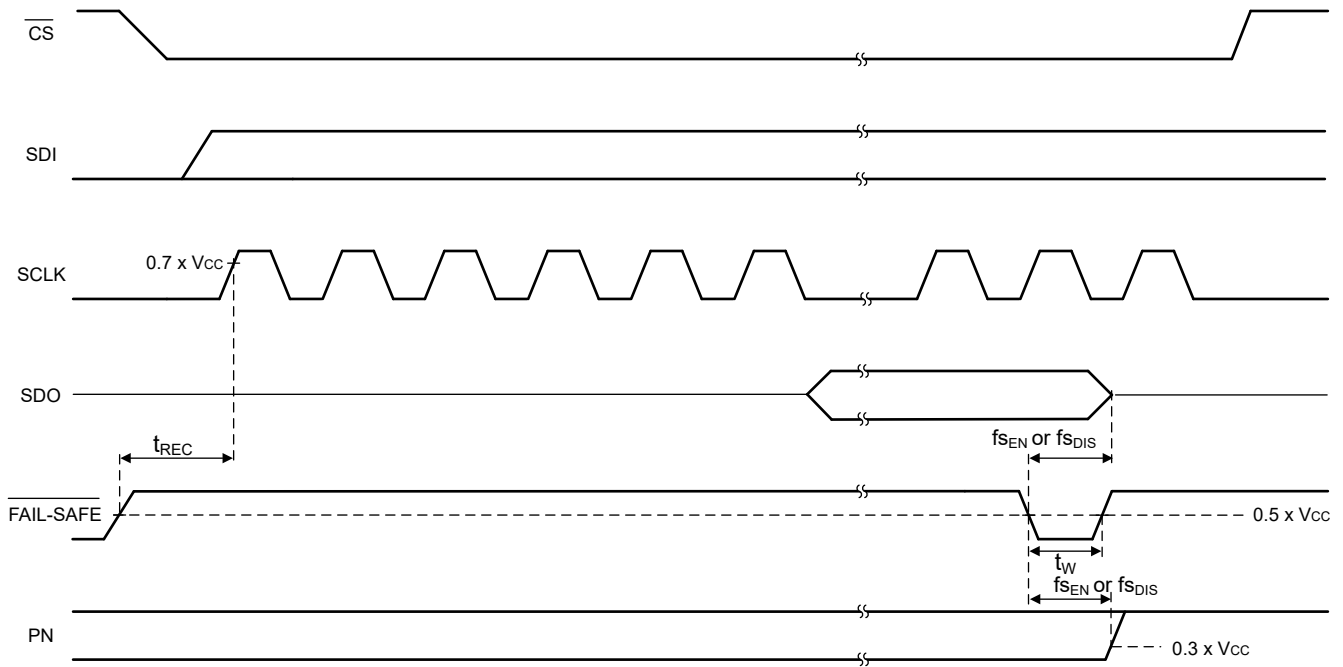 CS
SDI
0.7 x VCC
SCLK
SDO
tREC
fsEN or fsDIS
FAIL-SAFE
0.5 x VCC
tW
fsEN or fsDIS
PN
0.3 x VCC